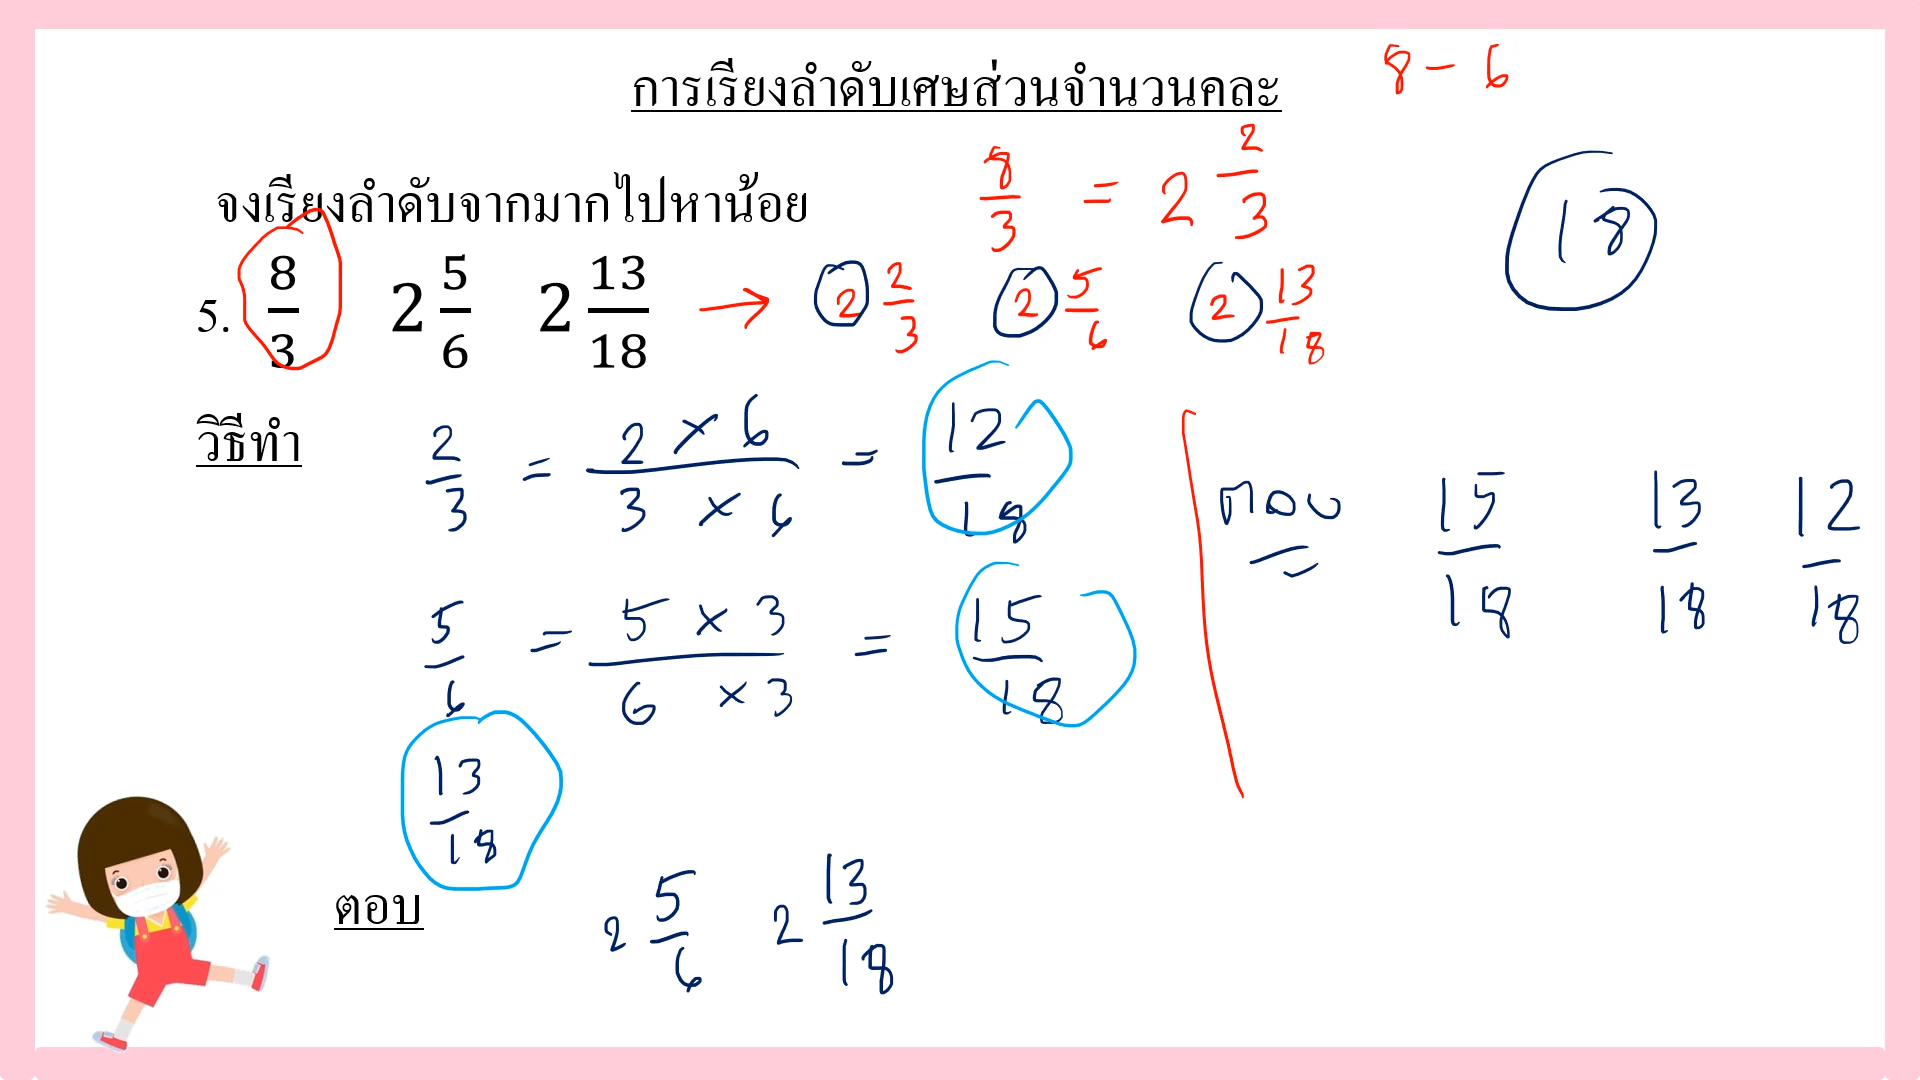 การเรียงลำดับเศษส่วนจำนวนคละ
8 - 6
จงเรียงลำดับจากมากไปหาน้อย
8/3 = 2 2/3
18
5. 8/3 2 5/6 2 13/18 → 2 2/3 2 5/6 2 13/18
วิธีทำ
2/3 = 2 × 6 / 3 × 6 = 12/18
5/6 = 5 × 3 / 6 × 3 = 15/18
13/18
ตอบ 15/18 13/18 12/18
ตอบ 2 5/6 2 13/18